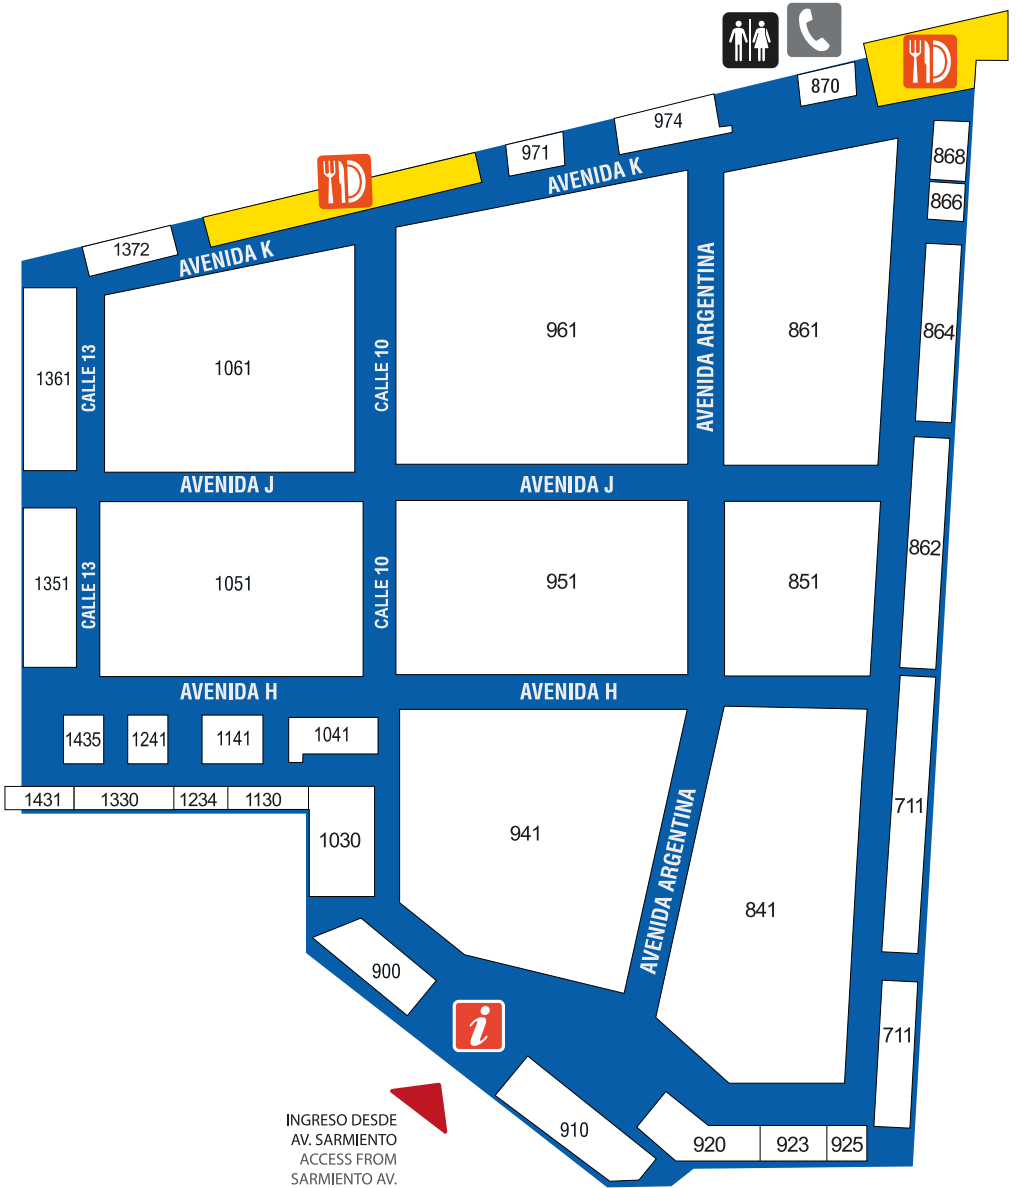 870
974
868
971
AVENIDA K
866
1372
AVENIDA K
AVENIDA ARGENTINA
961
861
864
1361
CALLE 13
1061
CALLE 10
AVENIDA J
AVENIDA J
862
1351
CALLE 13
1051
CALLE 10
951
851
AVENIDA H
AVENIDA H
1435
1241
1141
1041
1431
1330
1234
1130
711
1030
941
AVENIDA ARGENTINA
841
900
i
711
INGRESO DESDE
AV. SARMIENTO
ACCESS FROM
SARMIENTO AV.
910
920
923
925